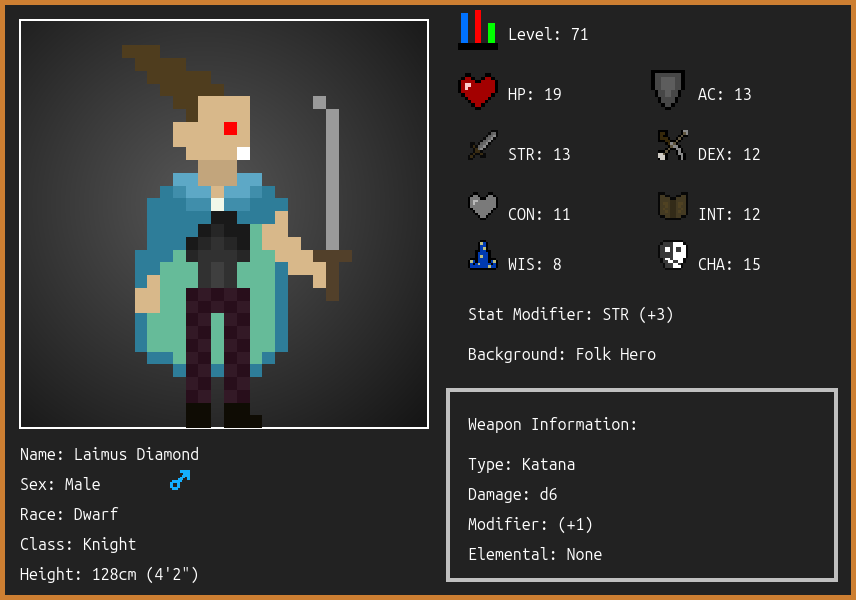 Level: 71
HP: 19
AC: 13
STR: 13
DEX: 12
CON: 11
INT: 12
WIS: 8
CHA: 15
Stat Modifier: STR (+3)
Background: Folk Hero
Weapon Information:
Type: Katana
Damage: d6
Modifier: (+1)
Elemental: None
Name: Laimus Diamond
Sex: Male
Race: Dwarf
Class: Knight
Height: 128cm (4'2")